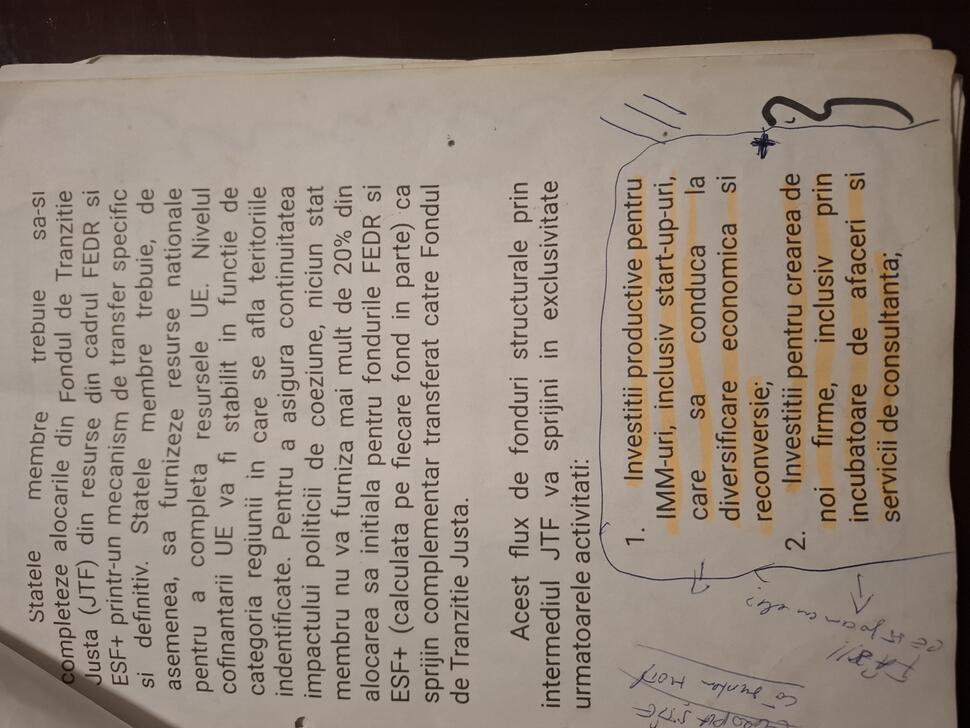 Statele membre trebuie sa-si
completeze alocarile din Fondul de Tranzitie
Justa (JTF) din resurse din cadrul FEDR si
ESF+ printr-un mecanism de transfer specific
si definitiv. Statele membre trebuie, de
asemenea, sa furnizeze resurse nationale
pentru a completa resursele UE. Nivelul
cofinantarii UE va fi stabilit in functie de
categoria regiunii in care se afla teritoriile
indentificate. Pentru a asigura continuitatea
impactului politicii de coeziune, niciun stat
membru nu va furniza mai mult de 20% din
alocarea sa initiala pentru fondurile FEDR si
ESF+ (calculata pe fiecare fond in parte) ca
sprijin complementar transferat catre Fondul
de Tranzitie Justa.
Acest flux de fonduri structurale prin
intermediul JTF va sprijini in exclusivitate
urmatoarele activitati:
1. Investitii productive pentru
IMM-uri, inclusiv start-up-uri,
care sa conduca la
diversificare economica si
reconversie;
2. Investitii pentru crearea de
noi firme, inclusiv prin
incubatoare de afaceri si
servicii de consultanta;